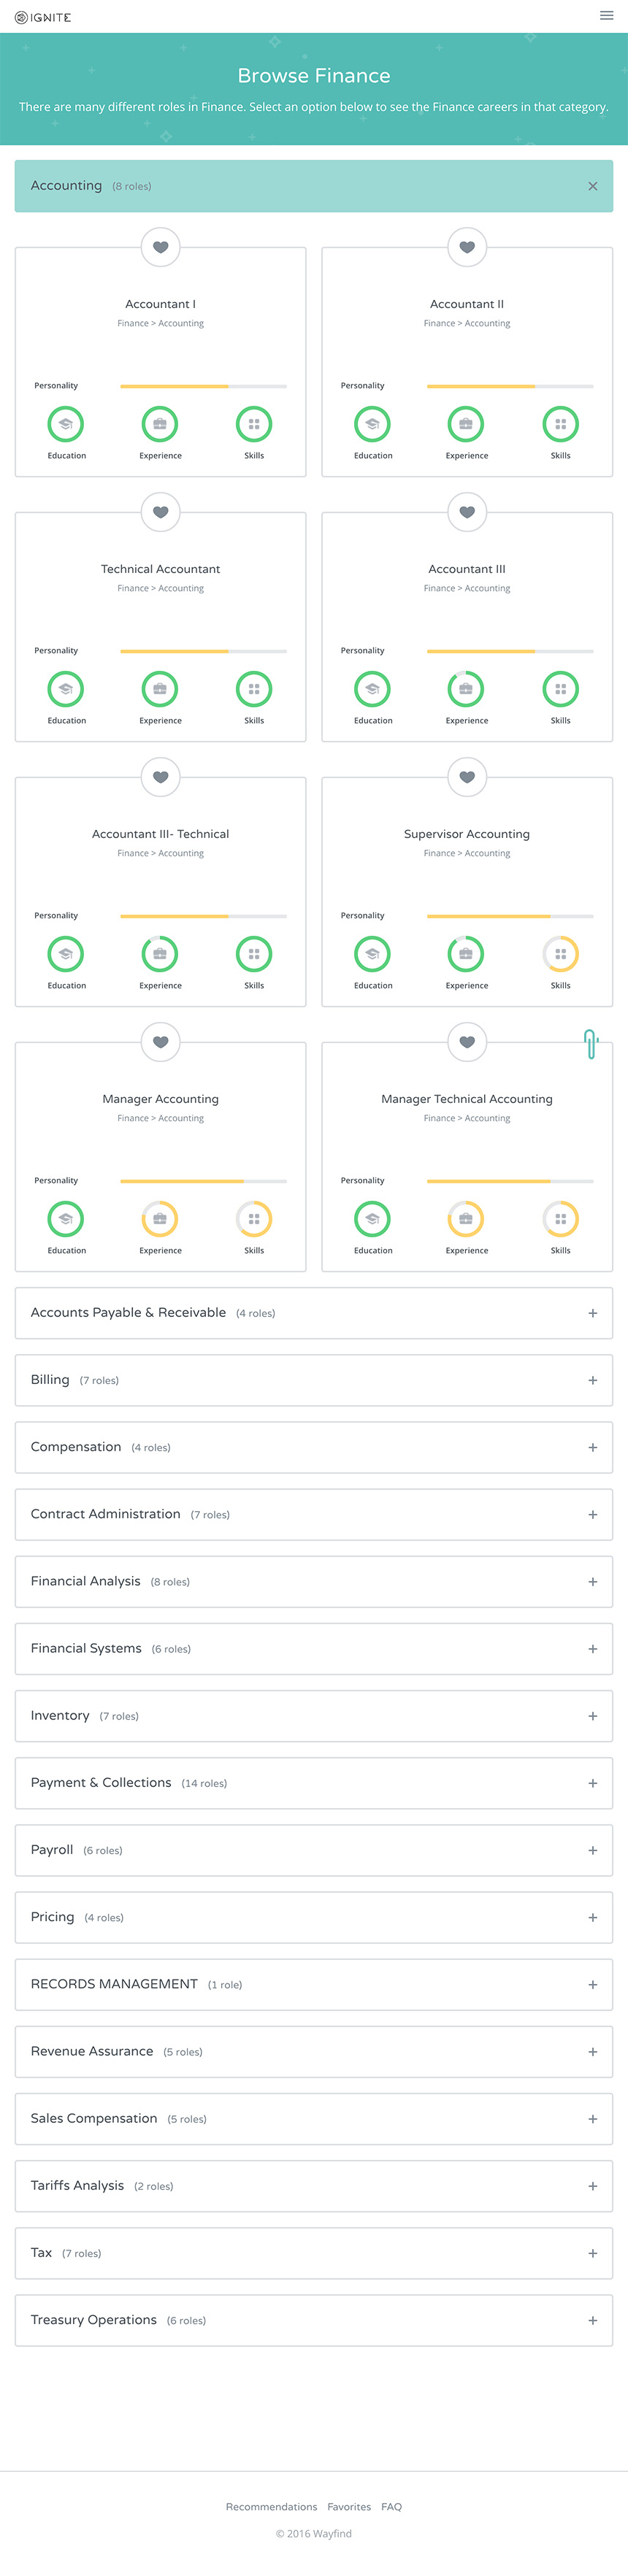 IGNITE
Browse Finance
There are many different roles in Finance. Select an option below to see the Finance careers in that category.
Accounting (8 roles)
Accountant I
Finance > Accounting
Personality
Education Experience Skills
Accountant II
Finance > Accounting
Personality
Education Experience Skills
Technical Accountant
Finance > Accounting
Personality
Education Experience Skills
Accountant III
Finance > Accounting
Personality
Education Experience Skills
Accountant III- Technical
Finance > Accounting
Personality
Education Experience Skills
Supervisor Accounting
Finance > Accounting
Personality
Education Experience Skills
Manager Accounting
Finance > Accounting
Personality
Education Experience Skills
Manager Technical Accounting
Finance > Accounting
Personality
Education Experience Skills
Accounts Payable & Receivable (4 roles)
Billing (7 roles)
Compensation (4 roles)
Contract Administration (7 roles)
Financial Analysis (8 roles)
Financial Systems (6 roles)
Inventory (7 roles)
Payment & Collections (14 roles)
Payroll (6 roles)
Pricing (4 roles)
RECORDS MANAGEMENT (1 role)
Revenue Assurance (5 roles)
Sales Compensation (5 roles)
Tariffs Analysis (2 roles)
Tax (7 roles)
Treasury Operations (6 roles)
Recommendations Favorites FAQ
© 2016 Wayfind